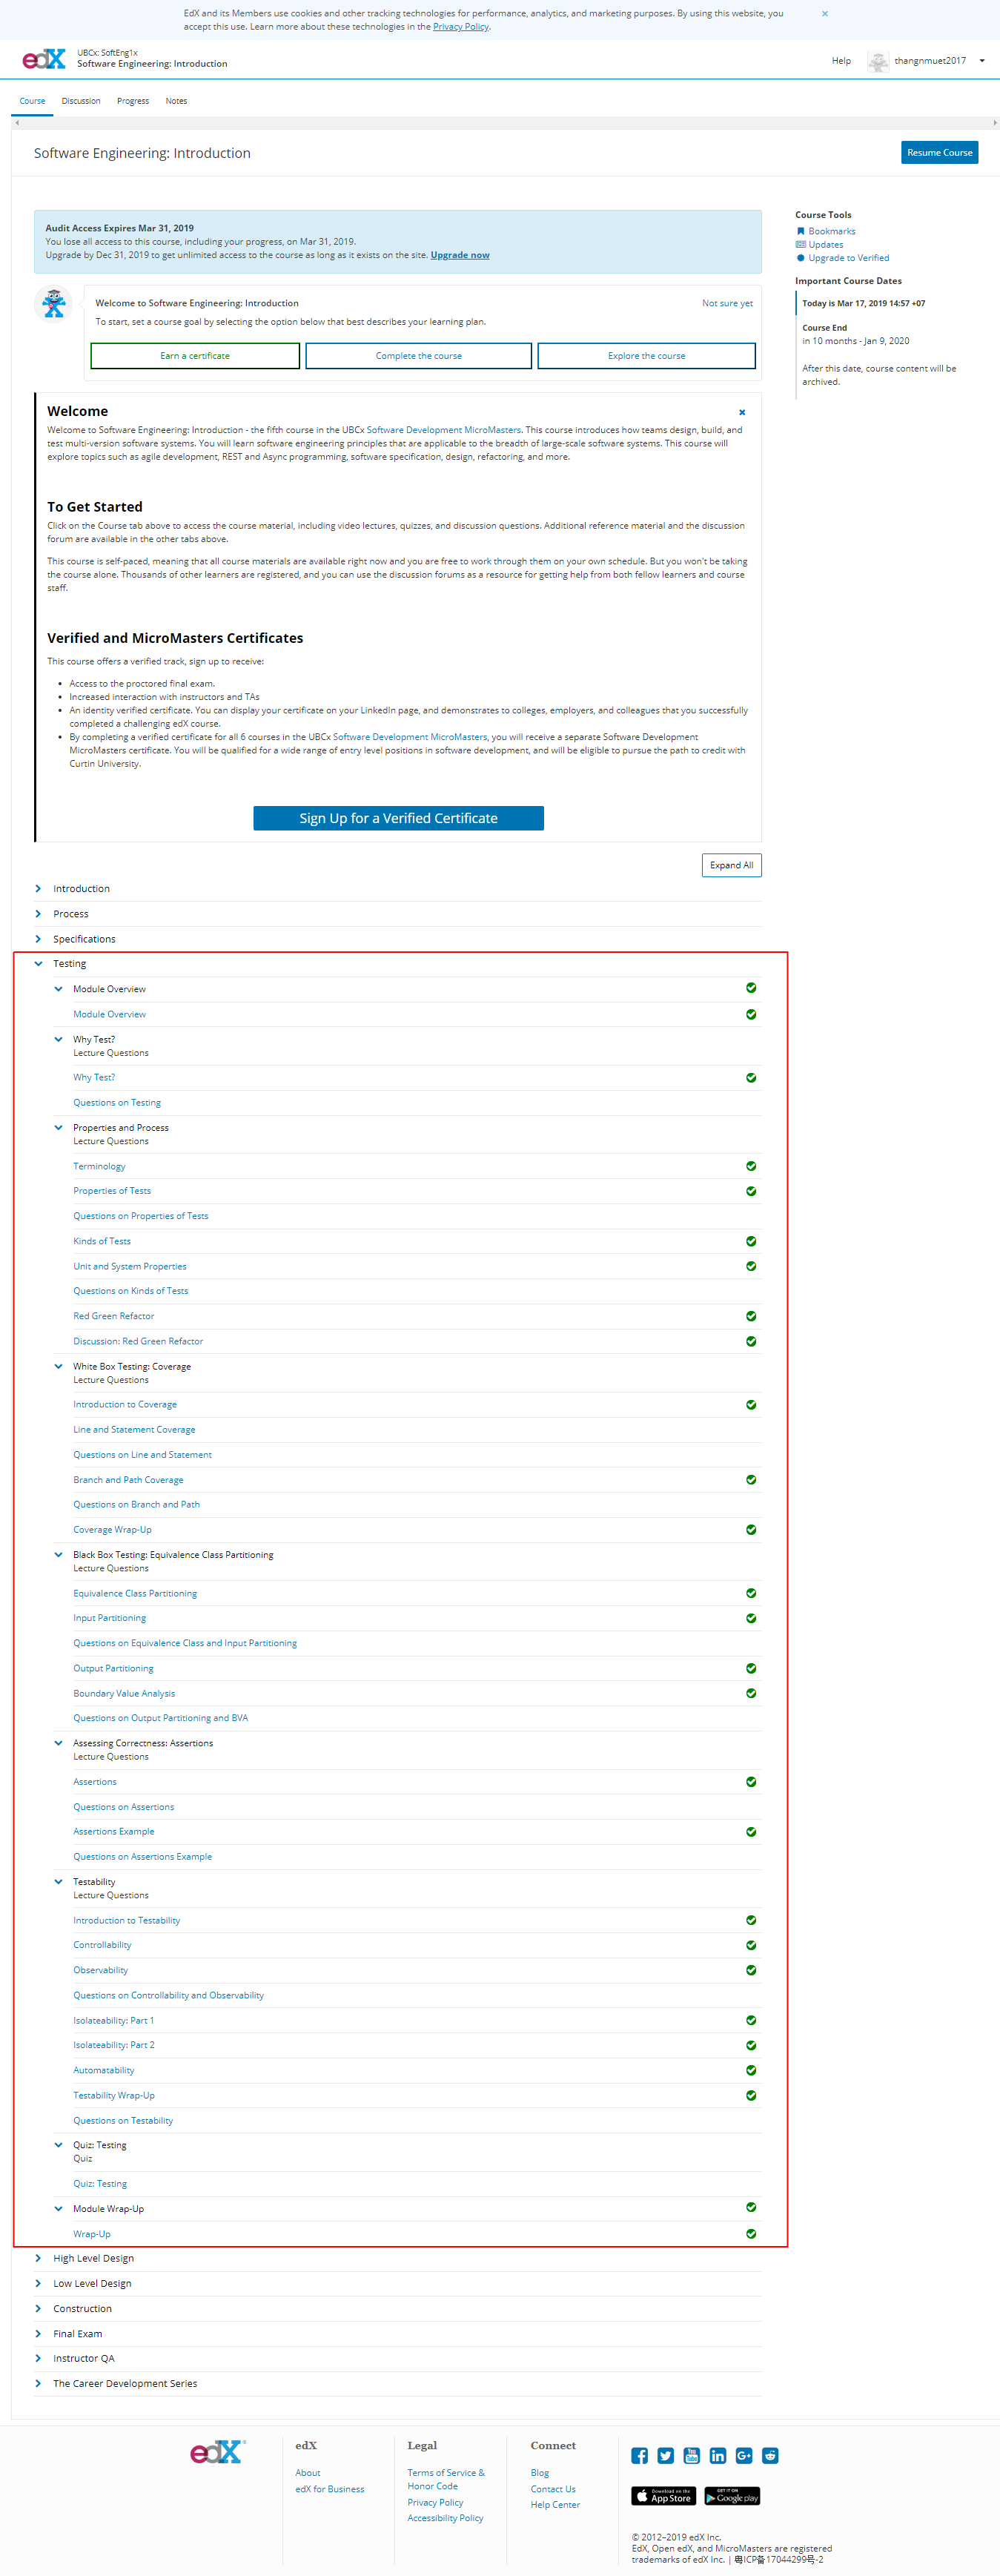 EdX and its Members use cookies and other tracking technologies for performance, analytics, and marketing purposes. By using this website, you
accept this use. Learn more about these technologies in the Privacy Policy.
edX
UBCx: SoftEng1x
Software Engineering: Introduction
Help
thangnmuet2017
Course
Discussion
Progress
Notes
Software Engineering: Introduction
Resume Course
Audit Access Expires Mar 31, 2019
You lose all access to this course, including your progress, on Mar 31, 2019.
Upgrade by Dec 31, 2019 to get unlimited access to the course as long as it exists on the site. Upgrade now
Welcome to Software Engineering: Introduction
Not sure yet
To start, set a course goal by selecting the option below that best describes your learning plan.
Earn a certificate
Complete the course
Explore the course
Welcome
Welcome to Software Engineering: Introduction - the fifth course in the UBCx Software Development MicroMasters. This course introduces how teams design, build, and
test multi-version software systems. You will learn software engineering principles that are applicable to the breadth of large-scale software systems. This course will
explore topics such as agile development, REST and Async programming, software specification, design, refactoring, and more.
To Get Started
Click on the Course tab above to access the course material, including video lectures, quizzes, and discussion questions. Additional reference material and the discussion
forum are available in the other tabs above.
This course is self-paced, meaning that all course materials are available right now and you are free to work through them on your own schedule. But you won't be taking
the course alone. Thousands of other learners are registered, and you can use the discussion forums as a resource for getting help from both fellow learners and course
staff.
Verified and MicroMasters Certificates
This course offers a verified track, sign up to receive:
Access to the proctored final exam.
Increased interaction with instructors and TAs
An identity verified certificate. You can display your certificate on your LinkedIn page, and demonstrates to colleges, employers, and colleagues that you successfully
completed a challenging edX course.
By completing a verified certificate for all 6 courses in the UBCx Software Development MicroMasters, you will receive a separate Software Development
MicroMasters certificate. You will be qualified for a wide range of entry level positions in software development, and will be eligible to pursue the path to credit with
Curtin University.
Sign Up for a Verified Certificate
Course Tools
Bookmarks
Updates
Upgrade to Verified
Important Course Dates
Today is Mar 17, 2019 14:57 +07
Course End
in 10 months - Jan 9, 2020
After this date, course content will be
archived.
Expand All
Introduction
Process
Specifications
Testing
Module Overview
Module Overview
Why Test?
Lecture Questions
Why Test?
Questions on Testing
Properties and Process
Lecture Questions
Terminology
Properties of Tests
Questions on Properties of Tests
Kinds of Tests
Unit and System Properties
Questions on Kinds of Tests
Red Green Refactor
Discussion: Red Green Refactor
White Box Testing: Coverage
Lecture Questions
Introduction to Coverage
Line and Statement Coverage
Questions on Line and Statement
Branch and Path Coverage
Questions on Branch and Path
Coverage Wrap-Up
Black Box Testing: Equivalence Class Partitioning
Lecture Questions
Equivalence Class Partitioning
Input Partitioning
Questions on Equivalence Class and Input Partitioning
Output Partitioning
Boundary Value Analysis
Questions on Output Partitioning and BVA
Assessing Correctness: Assertions
Lecture Questions
Assertions
Questions on Assertions
Assertions Example
Questions on Assertions Example
Testability
Lecture Questions
Introduction to Testability
Controllability
Observability
Questions on Controllability and Observability
Isolateability: Part 1
Isolateability: Part 2
Automatability
Testability Wrap-Up
Questions on Testability
Quiz: Testing
Quiz
Quiz: Testing
Module Wrap-Up
Wrap-Up
High Level Design
Low Level Design
Construction
Final Exam
Instructor QA
The Career Development Series
edX
edX
About
edX for Business
Legal
Terms of Service &
Honor Code
Privacy Policy
Accessibility Policy
Connect
Blog
Contact Us
Help Center
You Tube
Download on the
App Store
GET IT ON
Google play
© 2012–2019 edX Inc.
EdX, Open edX, and MicroMasters are registered
trademarks of edX Inc. | 粤ICP备17044299号-2